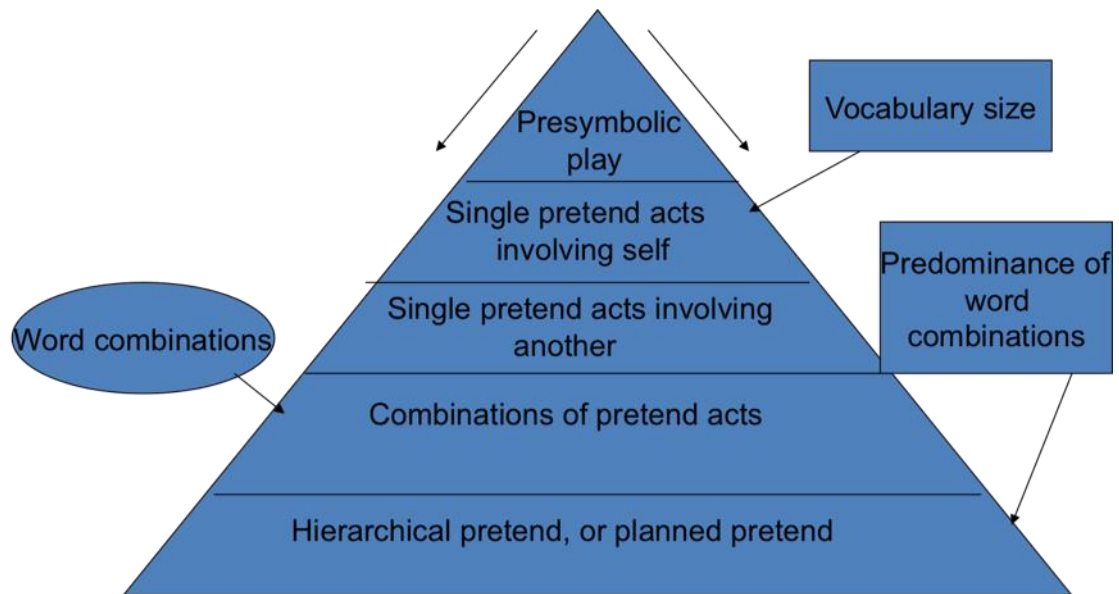 Presymbolic
play
Vocabulary size
Single pretend acts
involving self
Predominance of
word
combinations
Single pretend acts involving
another
Word combinations
Combinations of pretend acts
Hierarchical pretend, or planned pretend